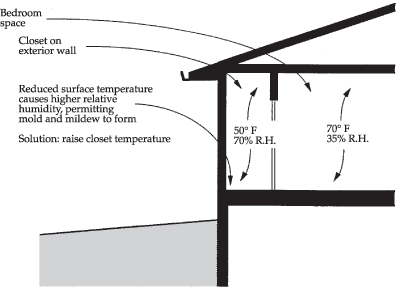 Bedroom
space
Closet on
exterior wall
Reduced surface temperature
causes higher relative
humidity, permitting
mold and mildew to form
Solution: raise closet temperature
50° F
70% R.H.
70° F
35% R.H.